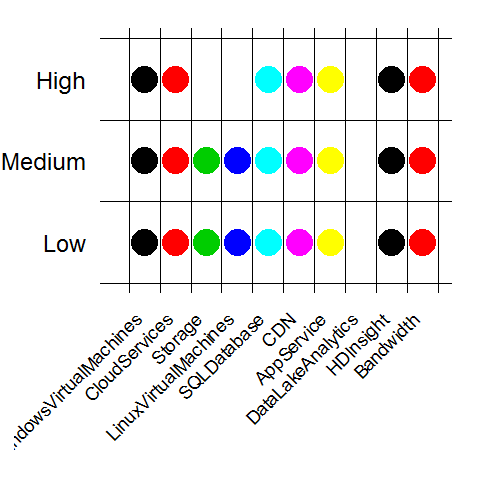 High
Medium
Low
ndowsVirtualMachines
CloudServices
Storage
LinuxVirtualMachines
SQLDatabase
CDN
AppService
DataLakeAnalytics
HDInsight
Bandwidth